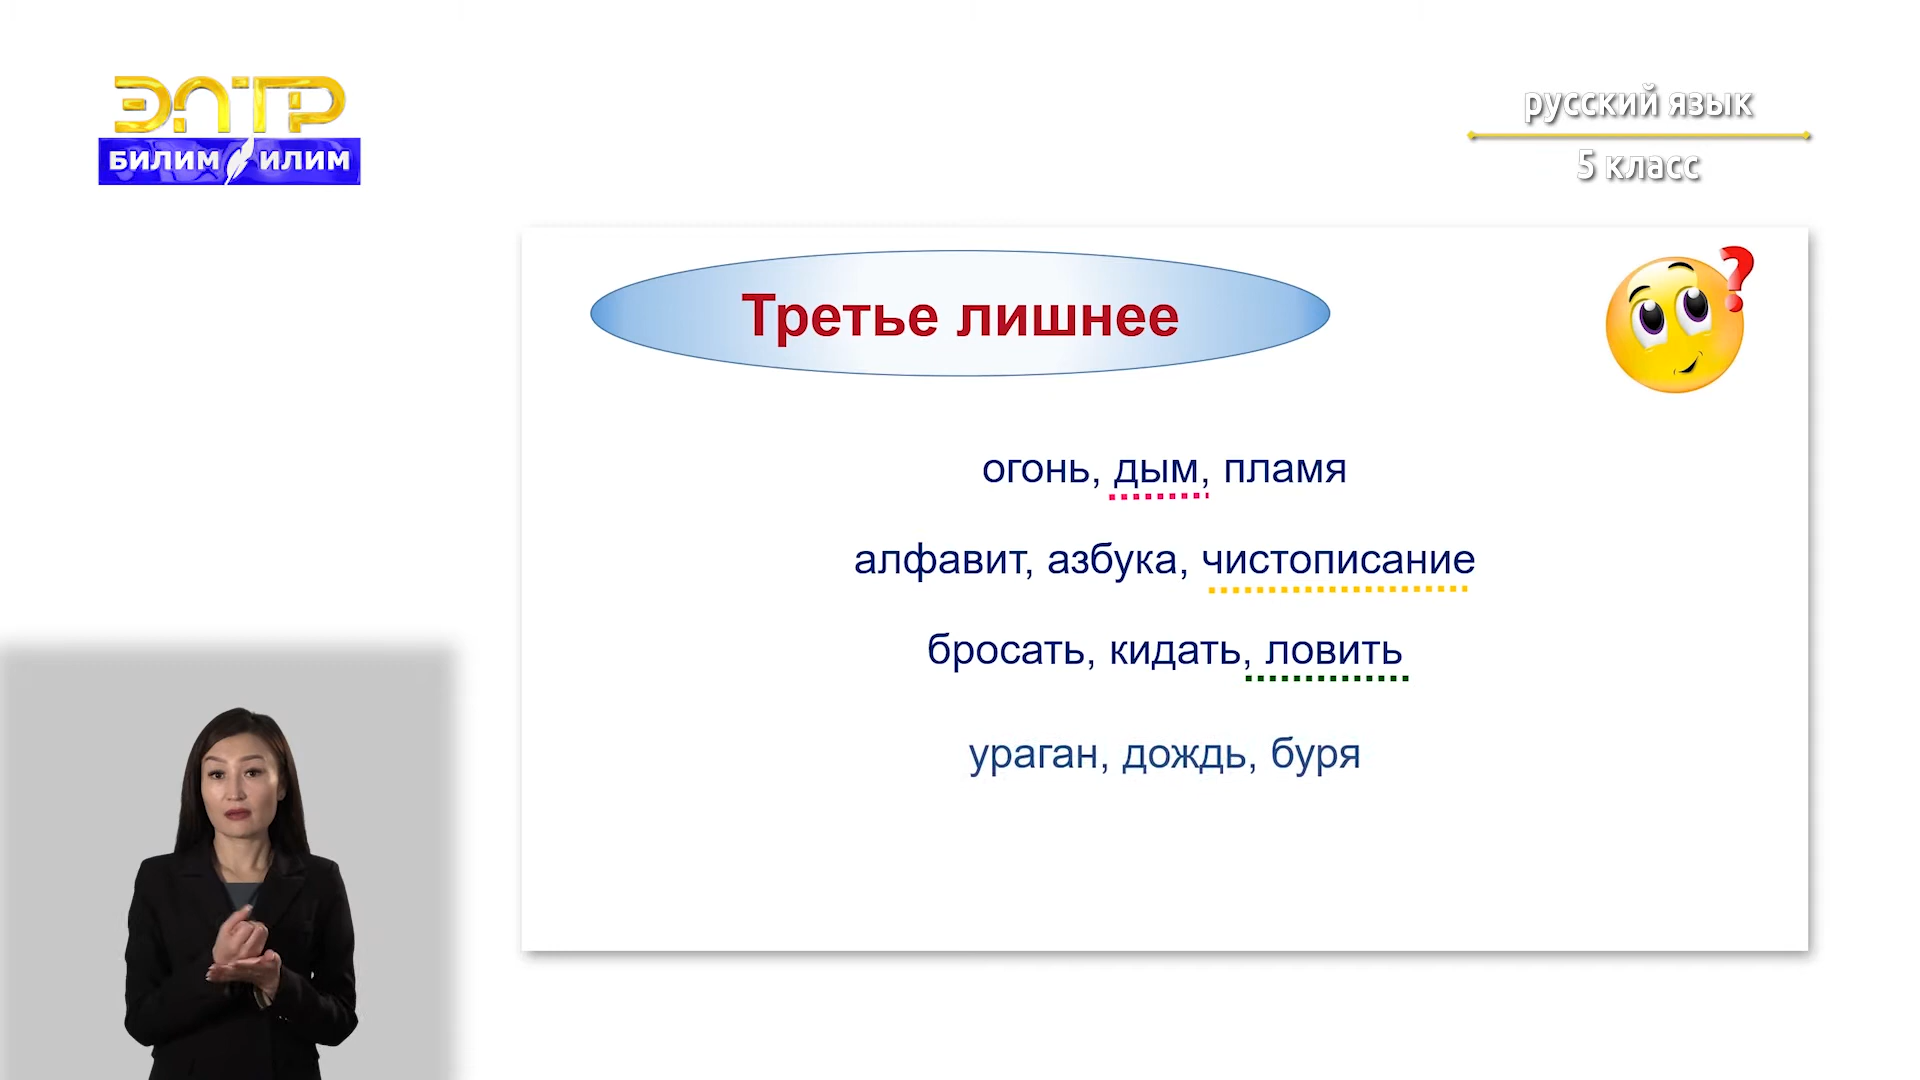 ЭЛТР
БИЛИМ ИЛИМ
русский язык
5 класс
Третье лишнее
?
огонь, дым, пламя
алфавит, азбука, чистописание
бросать, кидать, ловить
ураган, дождь, буря